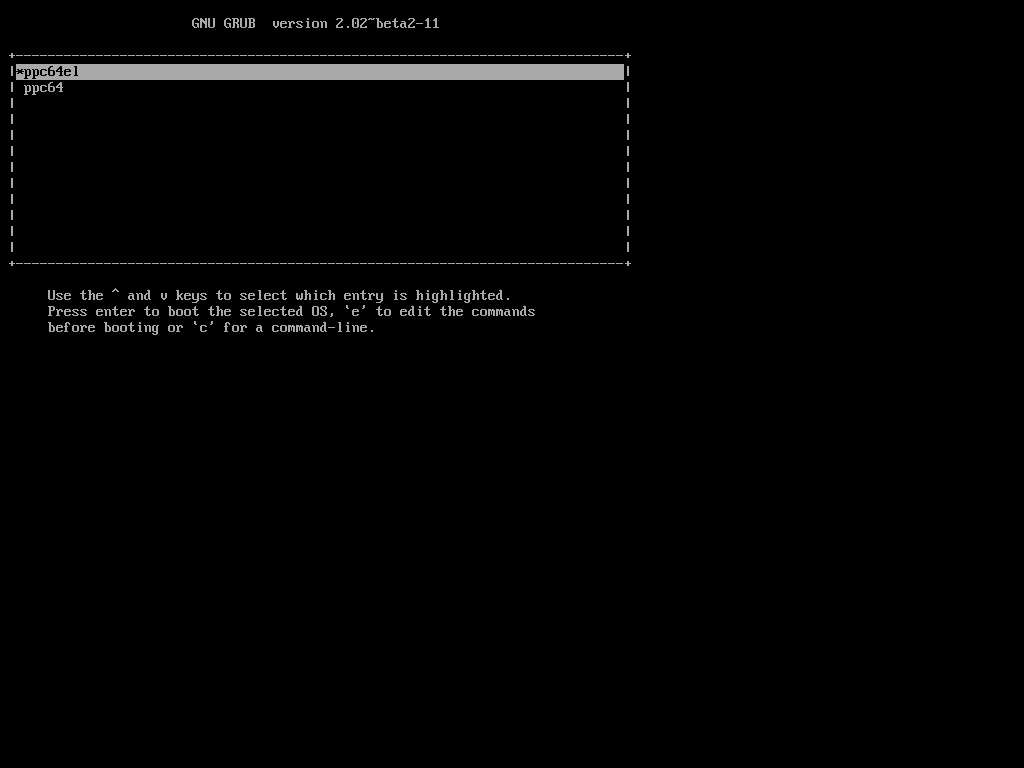 GNU GRUB  version 2.02~beta2-11
*ppc64el
ppc64
Use the ^ and v keys to select which entry is highlighted.
Press enter to boot the selected OS, `e' to edit the commands
before booting or `c' for a command-line.